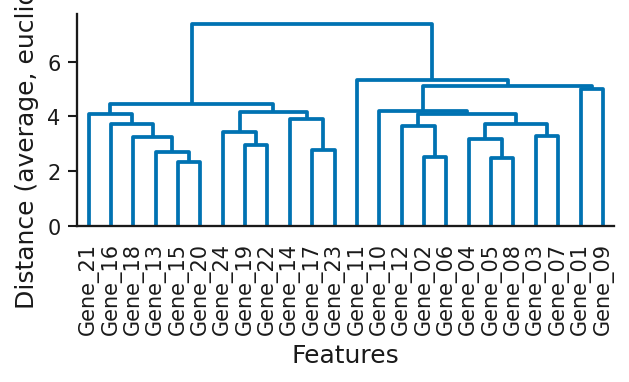 Distance (average, euclid
6
4
2
0
Gene_21
Gene_16
Gene_18
Gene_13
Gene_15
Gene_20
Gene_24
Gene_19
Gene_22
Gene_14
Gene_17
Gene_23
Gene_11
Gene_10
Gene_12
Gene_02
Gene_06
Gene_04
Gene_05
Gene_08
Gene_03
Gene_07
Gene_01
Gene_09
Features